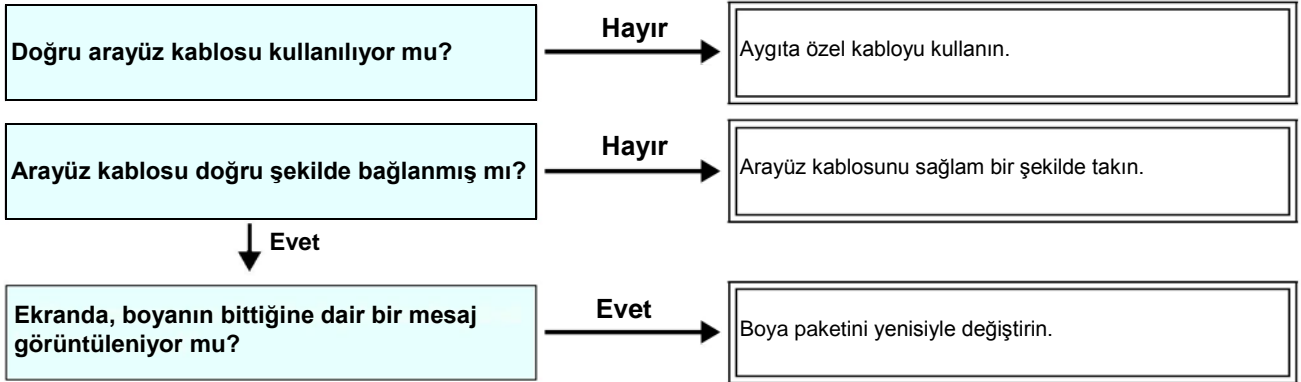 Doğru arayüz kablosu kullanılıyor mu?
Hayır
Aygıta özel kabloyu kullanın.
Arayüz kablosu doğru şekilde bağlanmış mı?
Hayır
Arayüz kablosunu sağlam bir şekilde takın.
Evet
Ekranda, boyanın bittiğine dair bir mesaj
görüntüleniyor mu?
Evet
Boya paketini yenisiyle değiştirin.